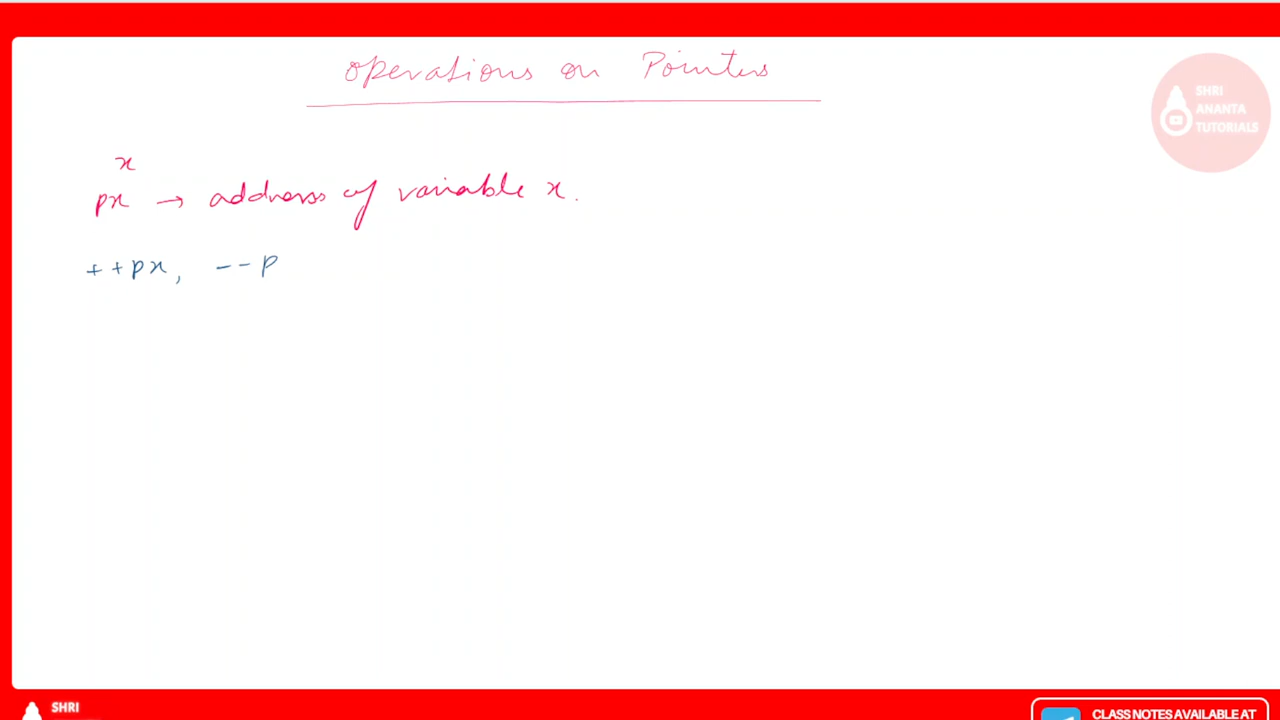 operations on Pointers
SHRI
ANANTA
TUTORIALS
x
px → address of variable x.
++px, --p
SHRI
CLASS NOTES AVAILABLE AT